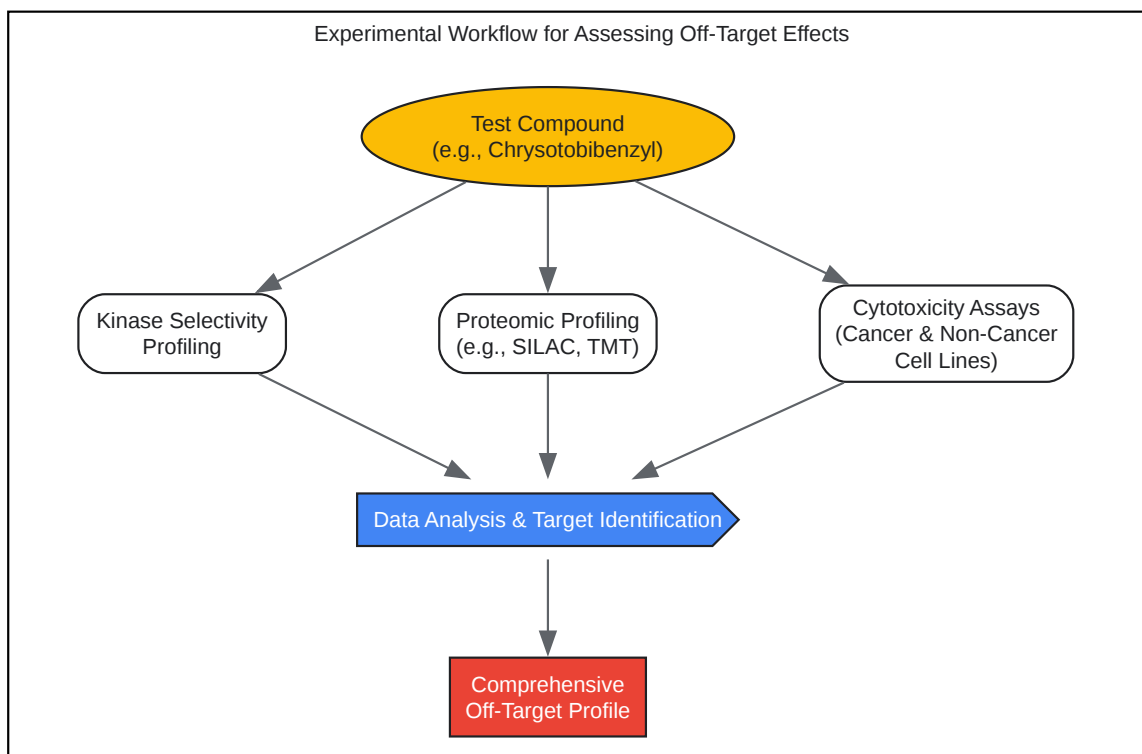 Experimental Workflow for Assessing Off-Target Effects
Test Compound
(e.g., Chrysotobibenzyl)
Kinase Selectivity
Profiling
Proteomic Profiling
(e.g., SILAC, TMT)
Cytotoxicity Assays
(Cancer & Non-Cancer
Cell Lines)
Data Analysis & Target Identification
Comprehensive
Off-Target Profile